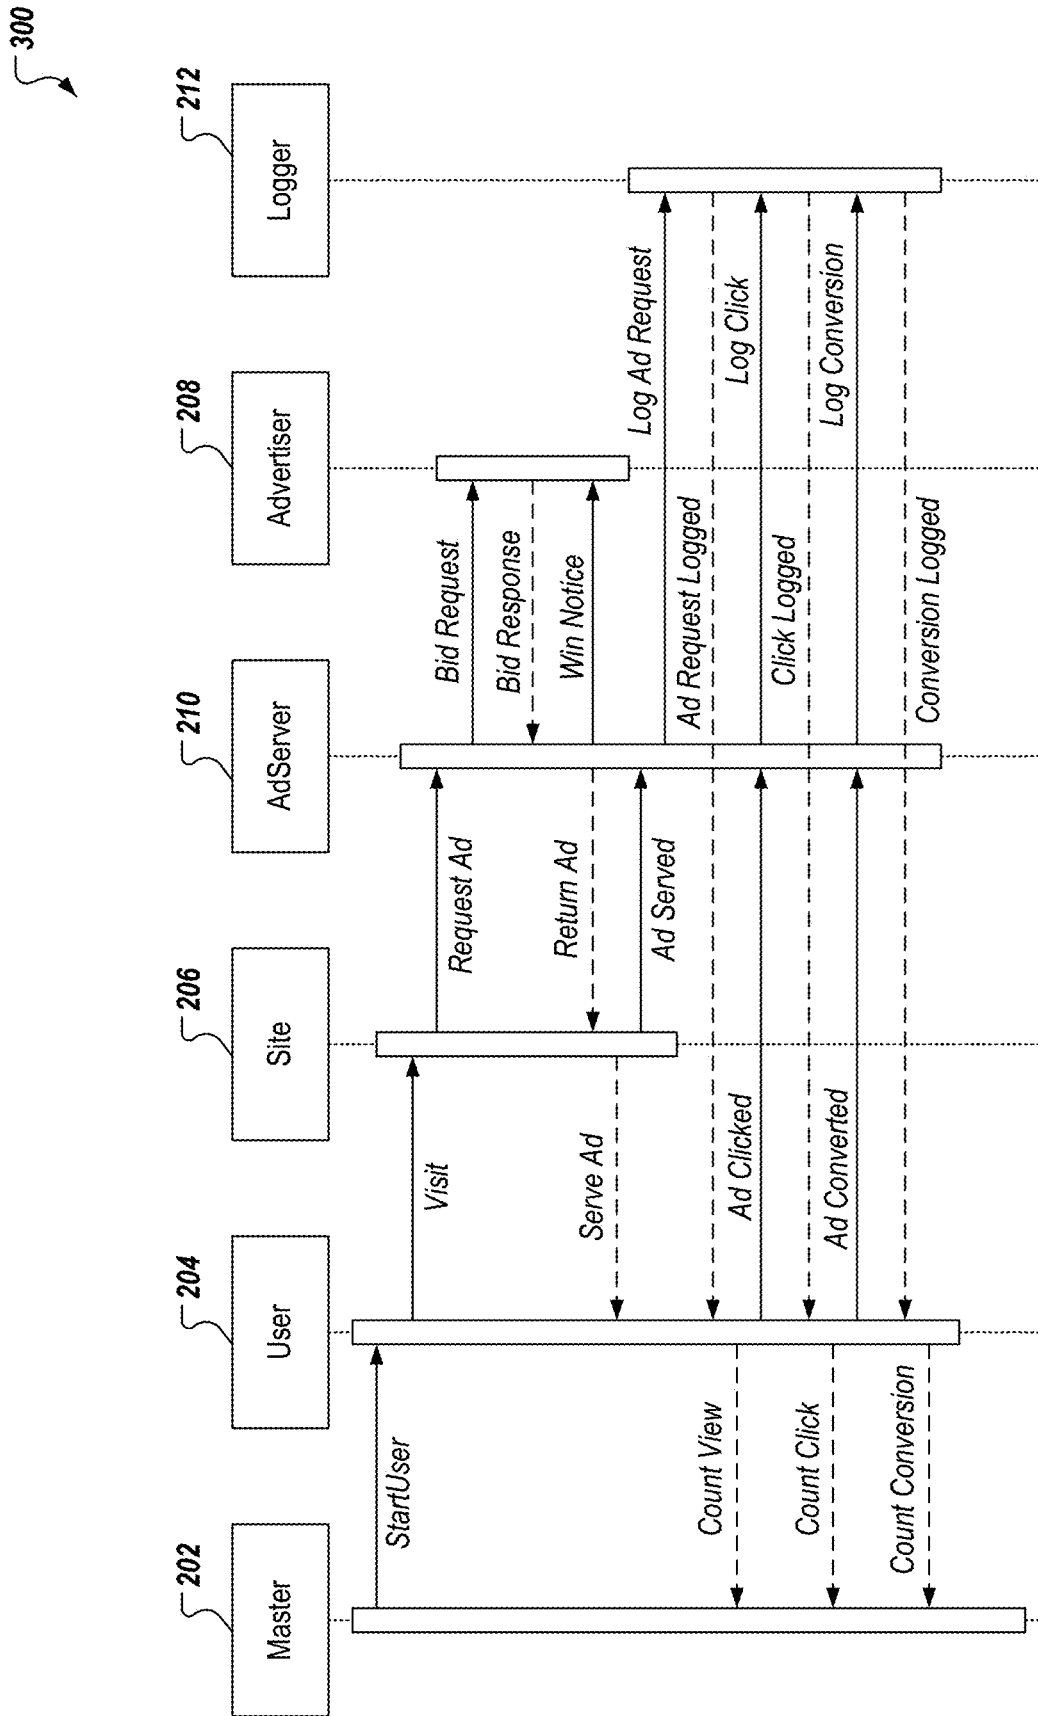 300
202
204
206
210
208
212
Master
User
Site
AdServer
Advertiser
Logger
StartUser
Visit
Request Ad
Bid Request
Bid Response
Win Notice
Return Ad
Serve Ad
Ad Served
Log Ad Request
Ad Request Logged
Count View
Ad Clicked
Log Click
Click Logged
Count Click
Ad Converted
Log Conversion
Conversion Logged
Count Conversion